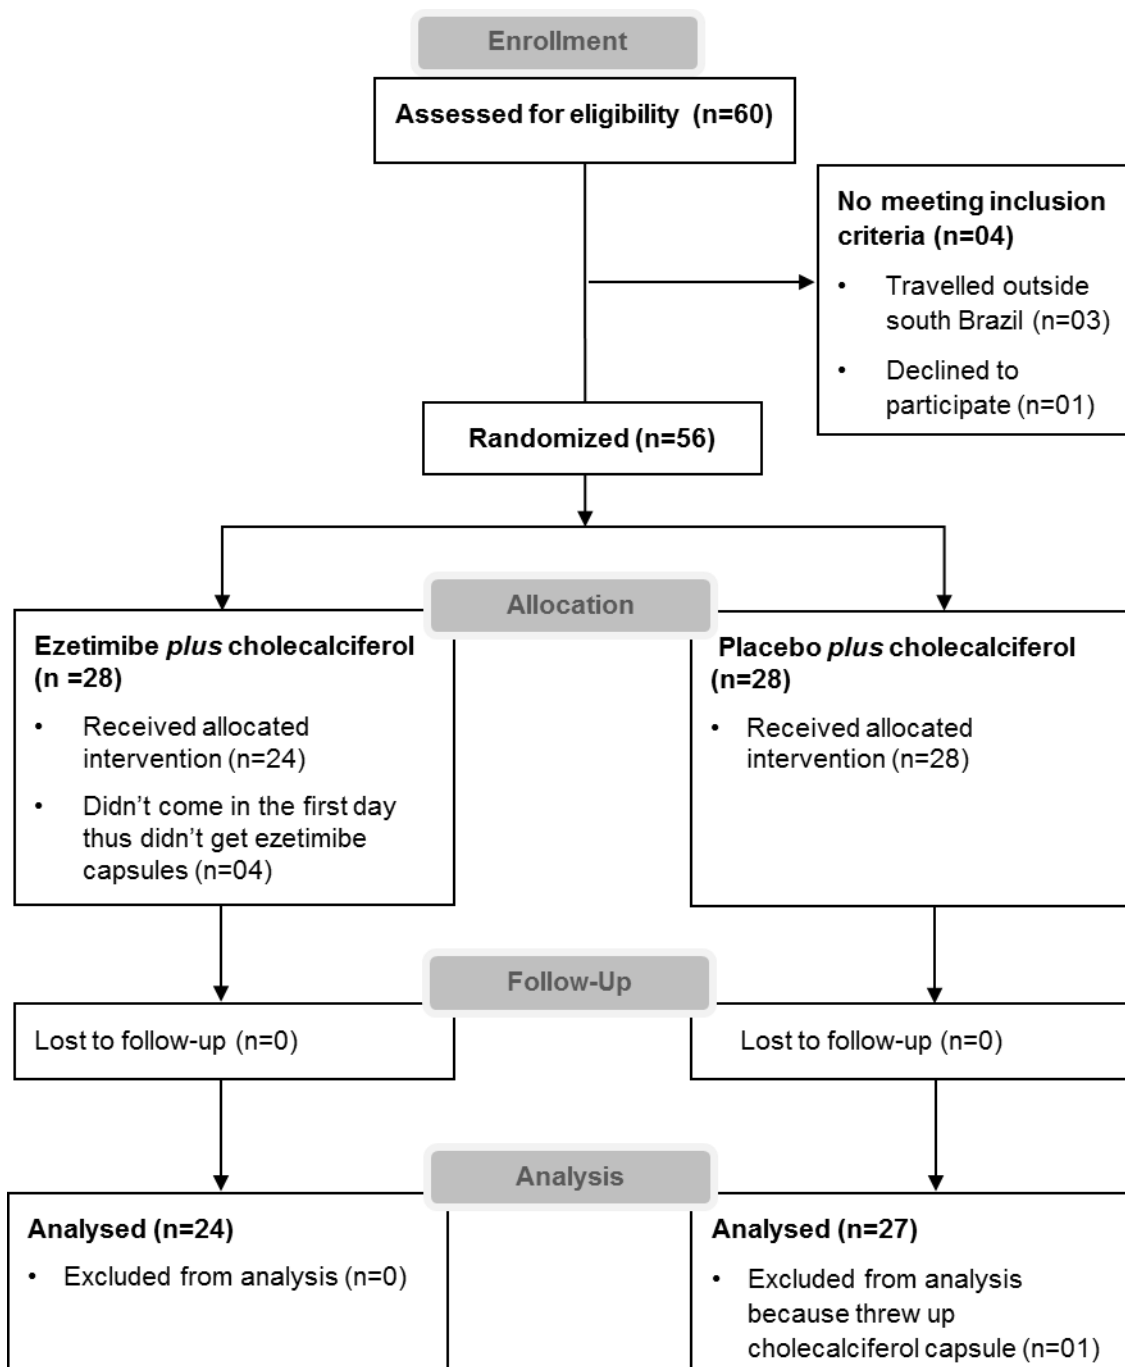 Enrollment
Assessed for eligibility (n=60)
No meeting inclusion
criteria (n=04)
• Travelled outside
south Brazil (n=03)
• Declined to
participate (n=01)
Randomized (n=56)
Allocation
Ezetimibe plus cholecalciferol
(n =28)
• Received allocated
intervention (n=24)
• Didn’t come in the first day
thus didn’t get ezetimibe
capsules (n=04)
Placebo plus cholecalciferol
(n=28)
• Received allocated
intervention (n=28)
Follow-Up
Lost to follow-up (n=0)
Lost to follow-up (n=0)
Analysis
Analysed (n=24)
• Excluded from analysis (n=0)
Analysed (n=27)
• Excluded from analysis
because threw up
cholecalciferol capsule (n=01)